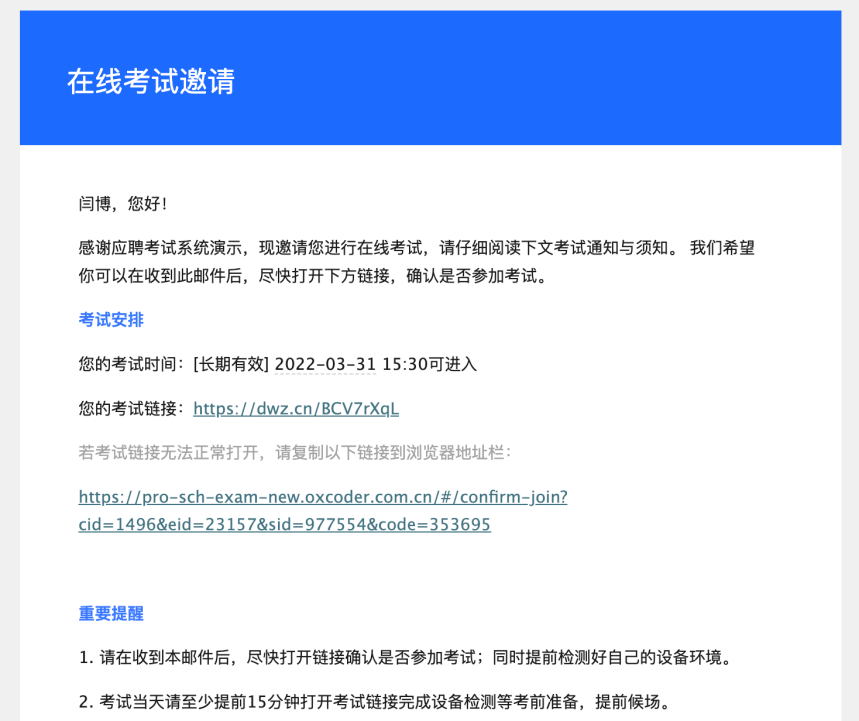 在线考试邀请
闫博，您好！
感谢应聘考试系统演示，现邀请您进行在线考试，请仔细阅读下文考试通知与须知。 我们希望
你可以在收到此邮件后，尽快打开下方链接，确认是否参加考试。
考试安排
您的考试时间：[长期有效] 2022-03-31 15:30可进入
您的考试链接：https://dwz.cn/BCV7rXqL
若考试链接无法正常打开，请复制以下链接到浏览器地址栏：
https://pro-sch-exam-new.oxcoder.com.cn/#/confirm-join?
cid=1496&eid=23157&sid=977554&code=353695
重要提醒
1. 请在收到本邮件后，尽快打开链接确认是否参加考试；同时提前检测好自己的设备环境。
2. 考试当天请至少提前15分钟打开考试链接完成设备检测等考前准备，提前候场。